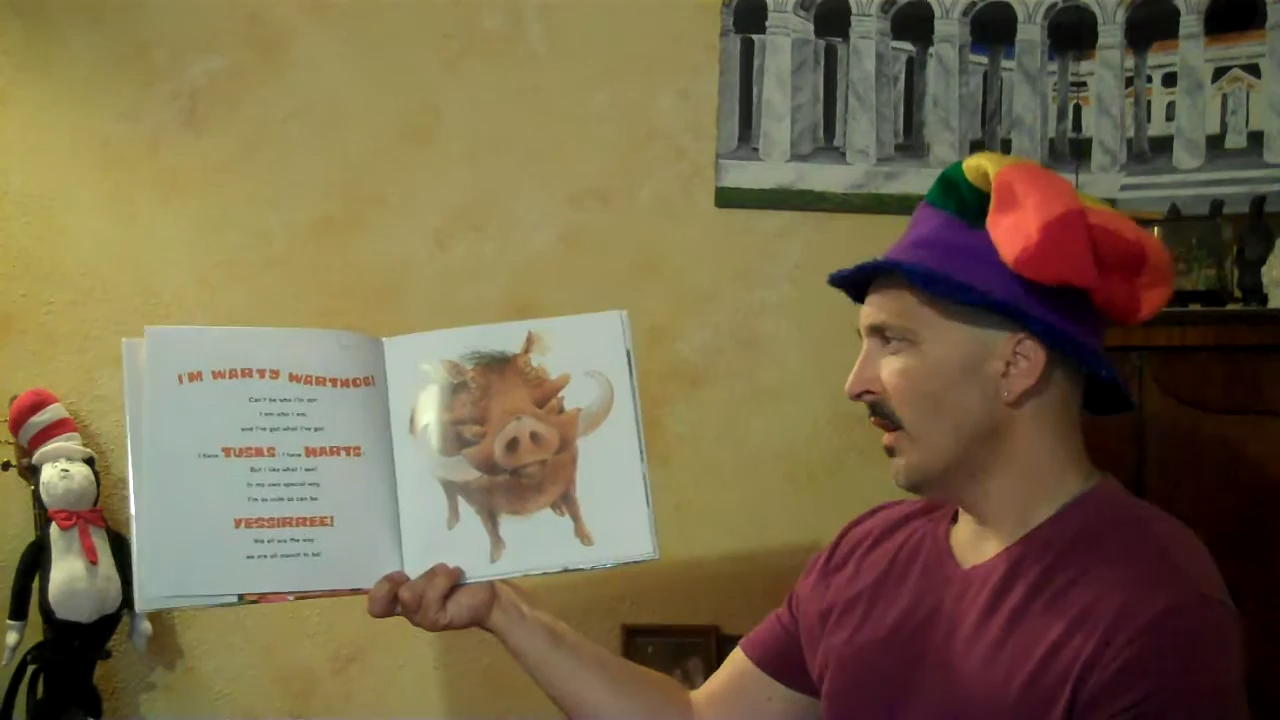 I'M WARTY WARTHOG!
Can't be who I'm not
I am who I am,
and I've got what I've got.
I have TUSKS. I have WARTS.
But I like what I see!
In my own special way,
I'm as cute as can be.
YESSIRREE!
We all are the way
we are all meant to be!